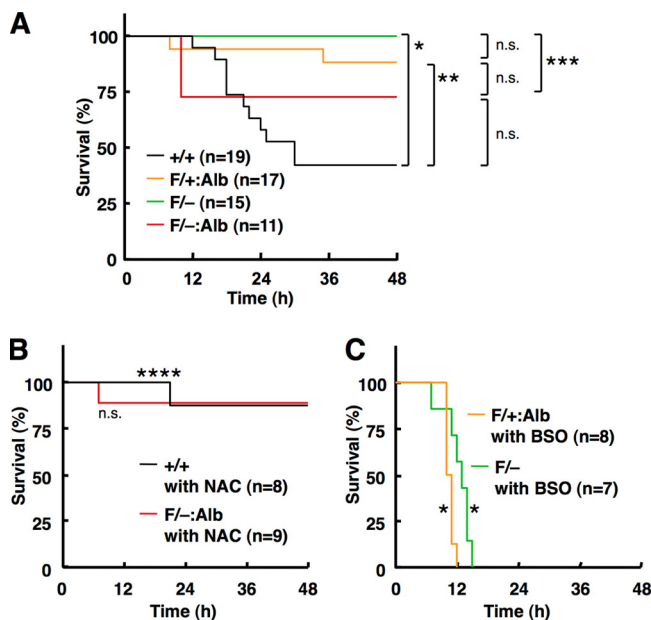 A
100
75
50
25
0
Survival (%)
+/+ (n=19)
F/+:Alb (n=17)
F/– (n=15)
F/–:Alb (n=11)
*
**
n.s.
n.s.
n.s.
***
0 12 24 36 48
Time (h)
B
100
75
50
25
0
Survival (%)
****
n.s.
+/+
with NAC (n=8)
F/–:Alb
with NAC (n=9)
0 12 24 36 48
Time (h)
C
100
75
50
25
0
Survival (%)
F/+:Alb
with BSO (n=8)
F/–
with BSO (n=7)
* *
0 12 24 36 48
Time (h)